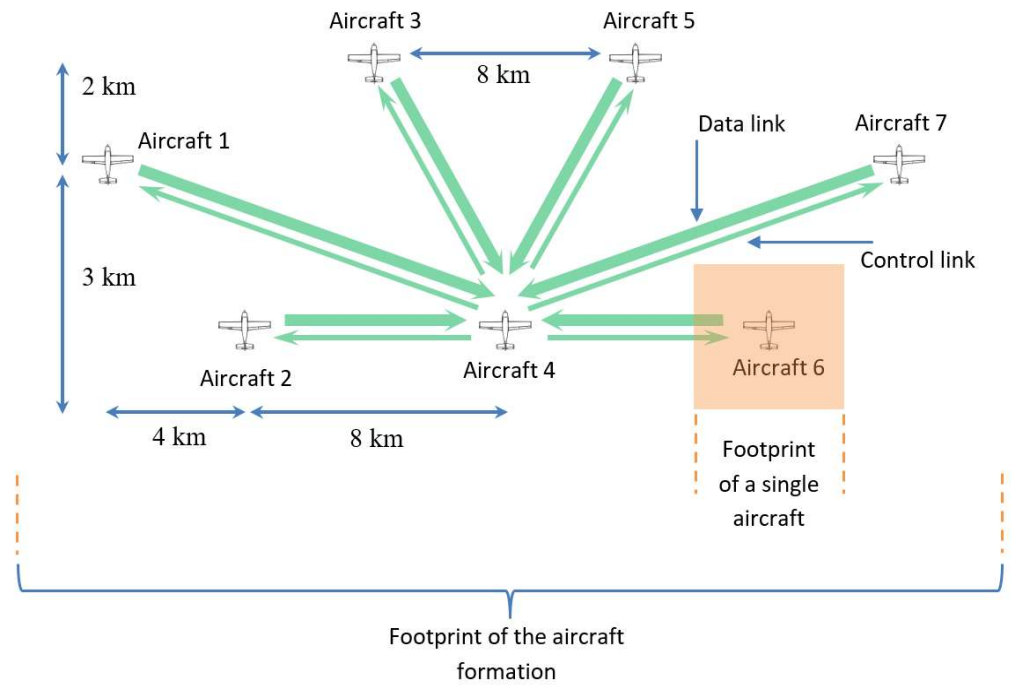 Aircraft 3
Aircraft 5
8 km
2 km
Aircraft 1
Data link
Aircraft 7
3 km
Control link
Aircraft 2
Aircraft 4
Aircraft 6
4 km
8 km
Footprint
of a single
aircraft
Footprint of the aircraft
formation